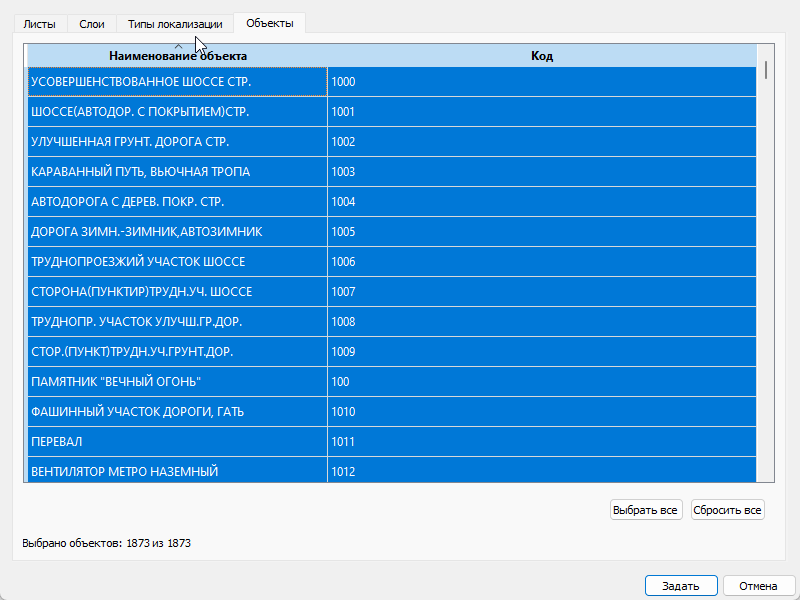 Листы Слои Типы локализации Объекты
Наименование объекта Код
УСОВЕРШЕНСТВОВАННОЕ ШОССЕ СТР. 1000
ШОССЕ(АВТОДОР. С ПОКРЫТИЕМ)СТР. 1001
УЛУЧШЕННАЯ ГРУНТ. ДОРОГА СТР. 1002
КАРАВАННЫЙ ПУТЬ, ВЬЮЧНАЯ ТРОПА 1003
АВТОДОРОГА С ДЕРЕВ. ПОКР. СТР. 1004
ДОРОГА ЗИМН.-ЗИМНИК,АВТОЗИМНИК 1005
ТРУДНОПРОЕЗЖИЙ УЧАСТОК ШОССЕ 1006
СТОРОНА(ПУНКТИР)ТРУДН.УЧ. ШОССЕ 1007
ТРУДНОПР. УЧАСТОК УЛУЧШ.ГР.ДОР. 1008
СТОР.(ПУНКТ)ТРУДН.УЧ.ГРУНТ.ДОР. 1009
ПАМЯТНИК "ВЕЧНЫЙ ОГОНЬ" 100
ФАШИННЫЙ УЧАСТОК ДОРОГИ, ГАТЬ 1010
ПЕРЕВАЛ 1011
ВЕНТИЛЯТОР МЕТРО НАЗЕМНЫЙ 1012
Выбрать все Сбросить все
Выбрано объектов: 1873 из 1873
Задать Отмена